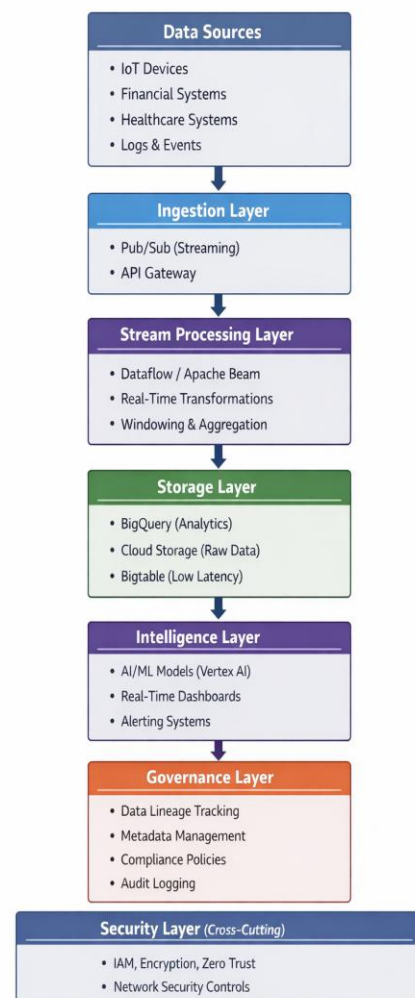 Data Sources
• IoT Devices
• Financial Systems
• Healthcare Systems
• Logs & Events
Ingestion Layer
• Pub/Sub (Streaming)
• API Gateway
Stream Processing Layer
• Dataflow / Apache Beam
• Real-Time Transformations
• Windowing & Aggregation
Storage Layer
• BigQuery (Analytics)
• Cloud Storage (Raw Data)
• Bigtable (Low Latency)
Intelligence Layer
• AI/ML Models (Vertex AI)
• Real-Time Dashboards
• Alerting Systems
Governance Layer
• Data Lineage Tracking
• Metadata Management
• Compliance Policies
• Audit Logging
Security Layer (Cross-Cutting)
• IAM, Encryption, Zero Trust
• Network Security Controls